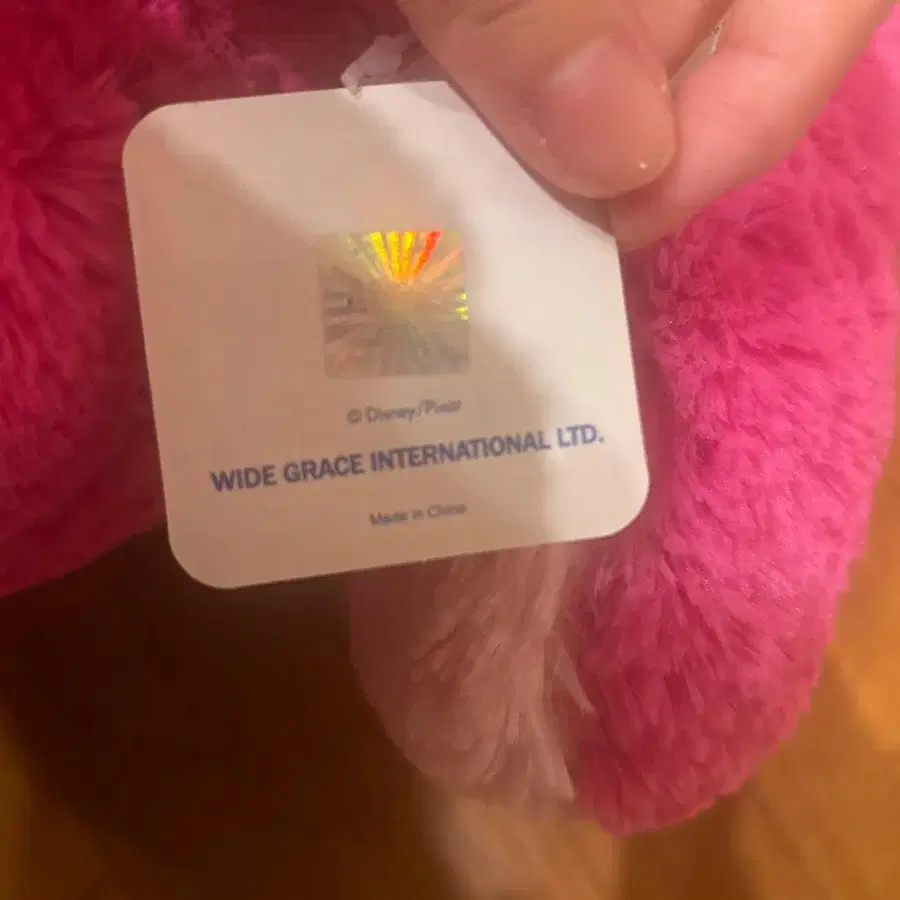 © Disney/Pixar
WIDE GRACE INTERNATIONAL LTD.
Made in China